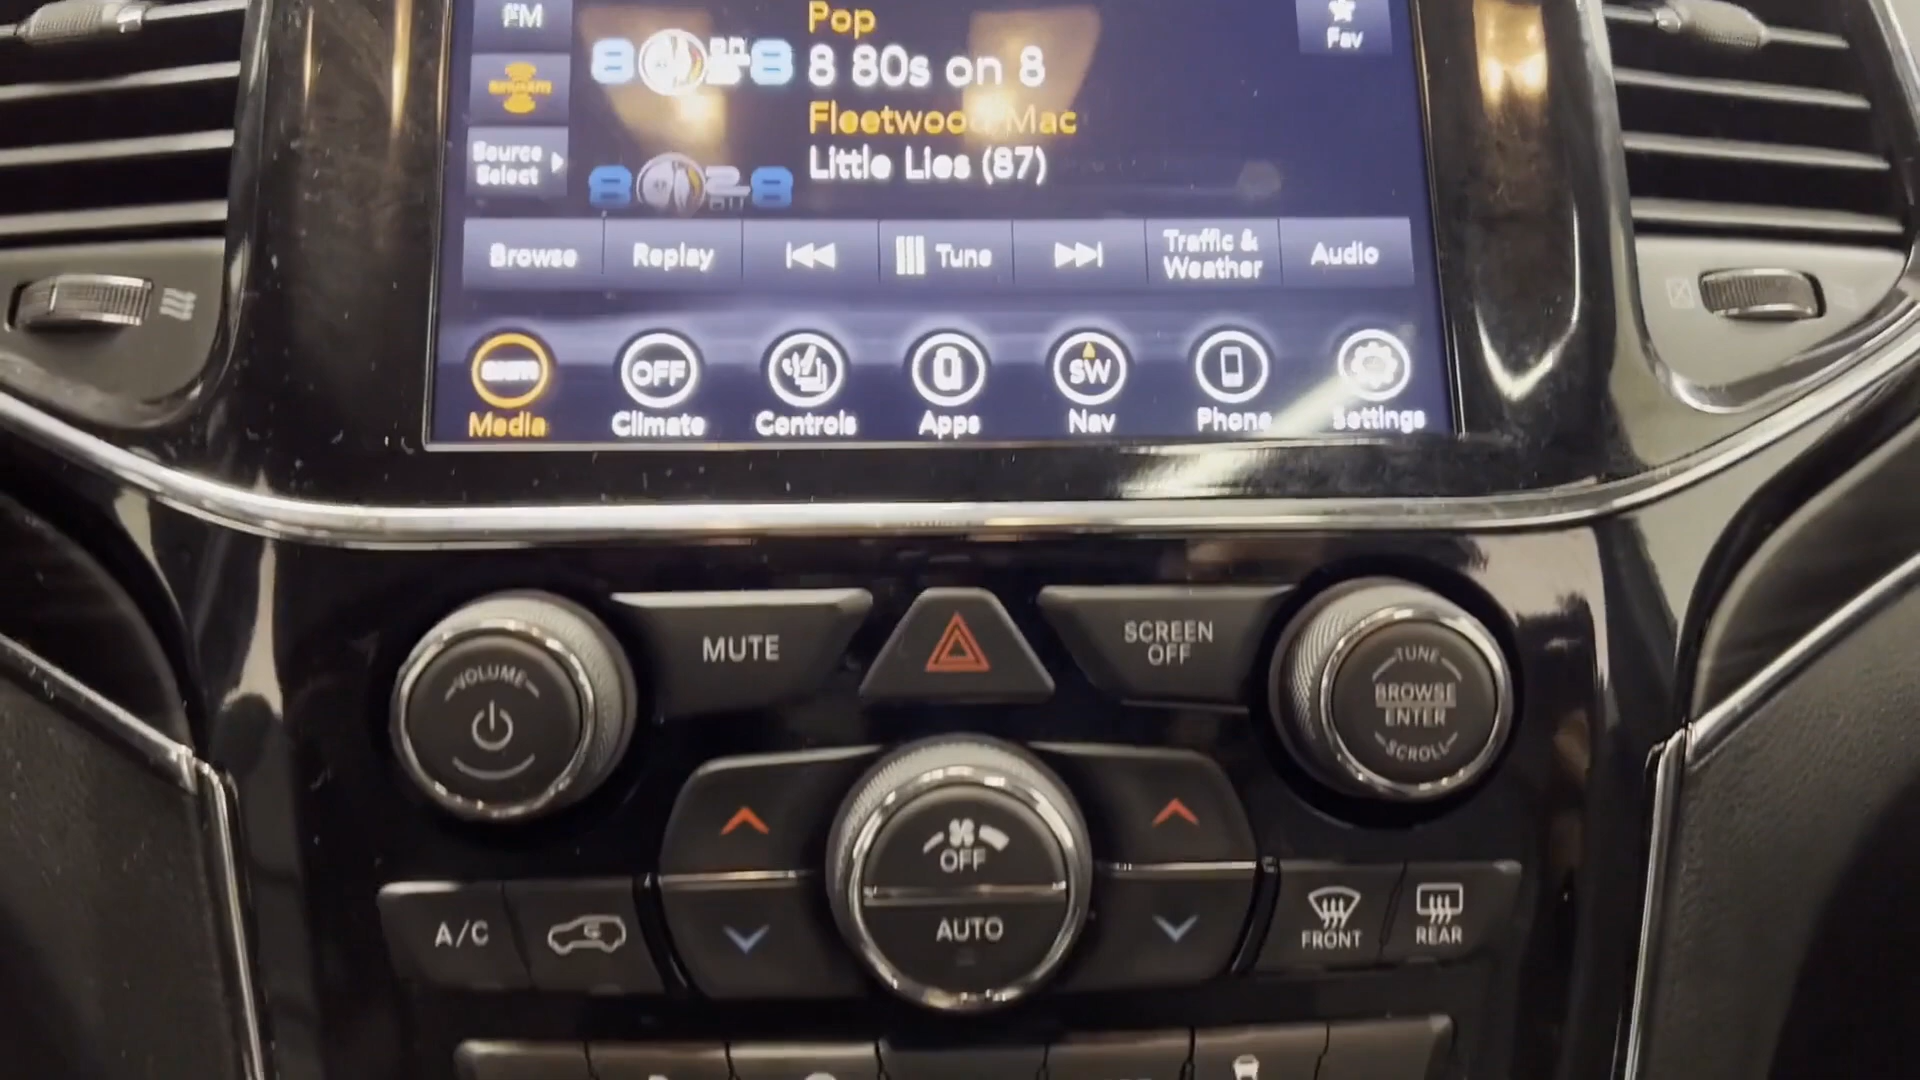 FM
Pop
8 80s on 8
Fav
Fleetwood Mac
Little Lies (87)
Source
Select
Browse
Replay
Tune
Traffic &
Weather
Audio
OFF
SW
Media
Climate
Controls
Apps
Nav
Phone
Settings
VOLUME
MUTE
SCREEN
OFF
TUNE
BROWSE
ENTER
SCROLL
OFF
AUTO
A/C
FRONT
REAR